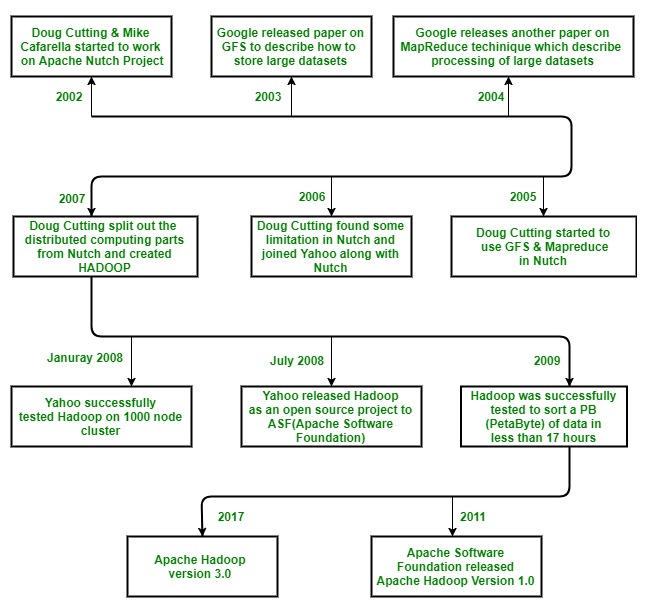 Doug Cutting & Mike
Cafarella started to work
on Apache Nutch Project
Google released paper on
GFS to describe how to
store large datasets
Google releases another paper on
MapReduce techinique which describe
processing of large datasets
2002
2003
2004
2007
2006
2005
Doug Cutting split out the
distributed computing parts
from Nutch and created
HADOOP
Doug Cutting found some
limitation in Nutch and
joined Yahoo along with
Nutch
Doug Cutting started to
use GFS & Mapreduce
in Nutch
Januray 2008
July 2008
2009
Yahoo successfully
tested Hadoop on 1000 node
cluster
Yahoo released Hadoop
as an open source project to
ASF(Apache Software
Foundation)
Hadoop was successfully
tested to sort a PB
(PetaByte) of data in
less than 17 hours
2017
2011
Apache Hadoop
version 3.0
Apache Software
Foundation released
Apache Hadoop Version 1.0